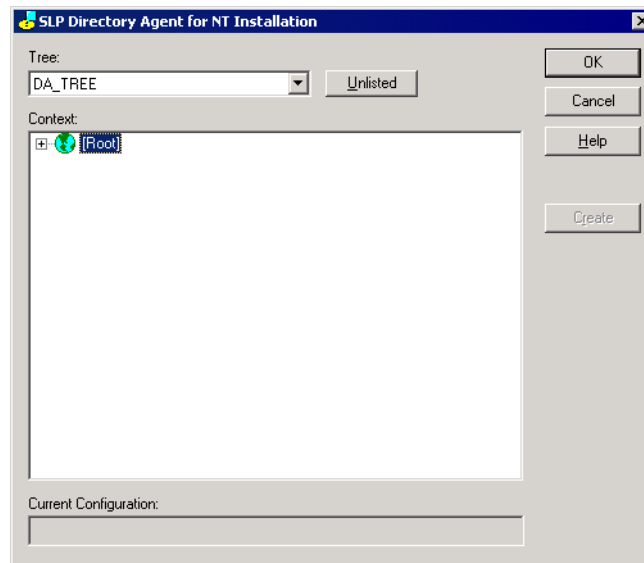 SLP Directory Agent for NT Installation
Tree:
DA_TREE
Unlisted
OK
Cancel
Context:
Help
[Root]
Create
Current Configuration: